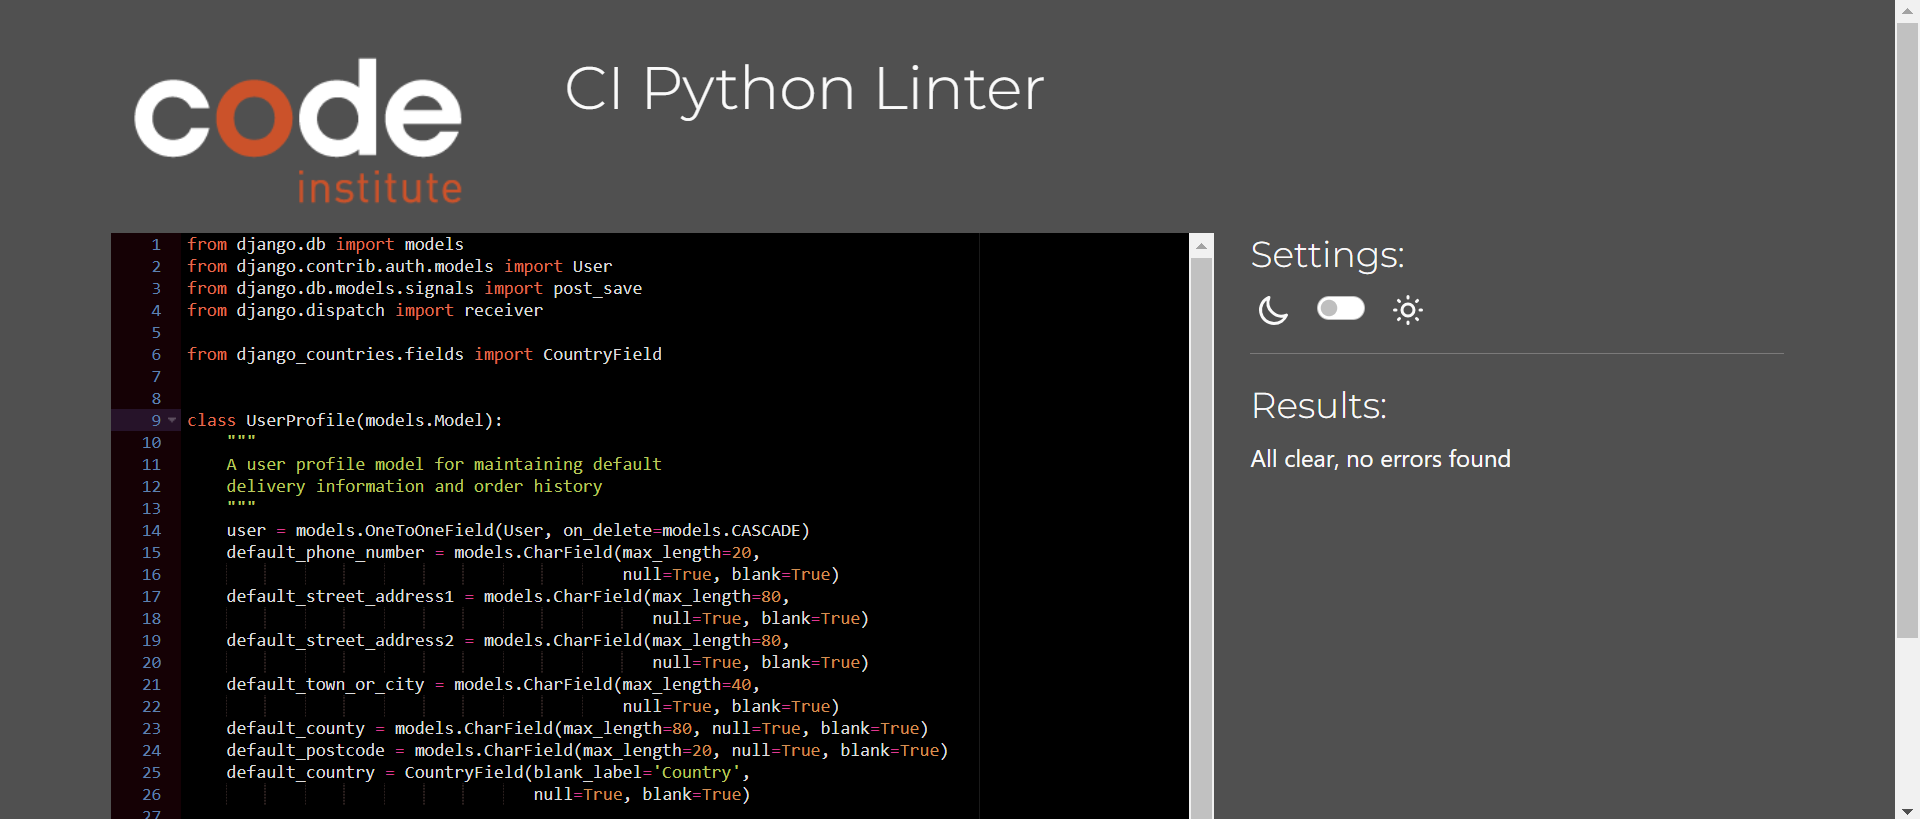 code
institute
CI Python Linter
1 from django.db import models
2 from django.contrib.auth.models import User
3 from django.db.models.signals import post_save
4 from django.dispatch import receiver
5
6 from django_countries.fields import CountryField
7
8
9 class UserProfile(models.Model):
10     """
11     A user profile model for maintaining default
12     delivery information and order history
13     """
14     user = models.OneToOneField(User, on_delete=models.CASCADE)
15     default_phone_number = models.CharField(max_length=20,
16                                             null=True, blank=True)
17     default_street_address1 = models.CharField(max_length=80,
18                                                null=True, blank=True)
19     default_street_address2 = models.CharField(max_length=80,
20                                                null=True, blank=True)
21     default_town_or_city = models.CharField(max_length=40,
22                                             null=True, blank=True)
23     default_county = models.CharField(max_length=80, null=True, blank=True)
24     default_postcode = models.CharField(max_length=20, null=True, blank=True)
25     default_country = CountryField(blank_label='Country',
26                                    null=True, blank=True)
27
Settings:
Results:
All clear, no errors found